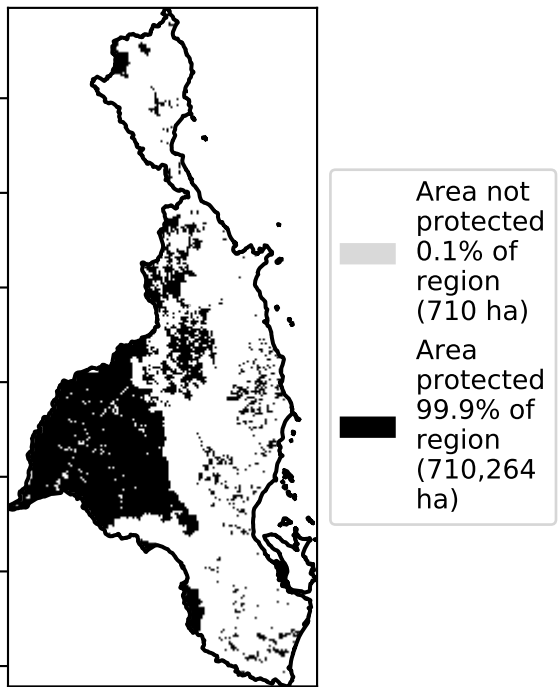 Area not
protected
0.1% of
region
(710 ha)
Area
protected
99.9% of
region
(710,264
ha)